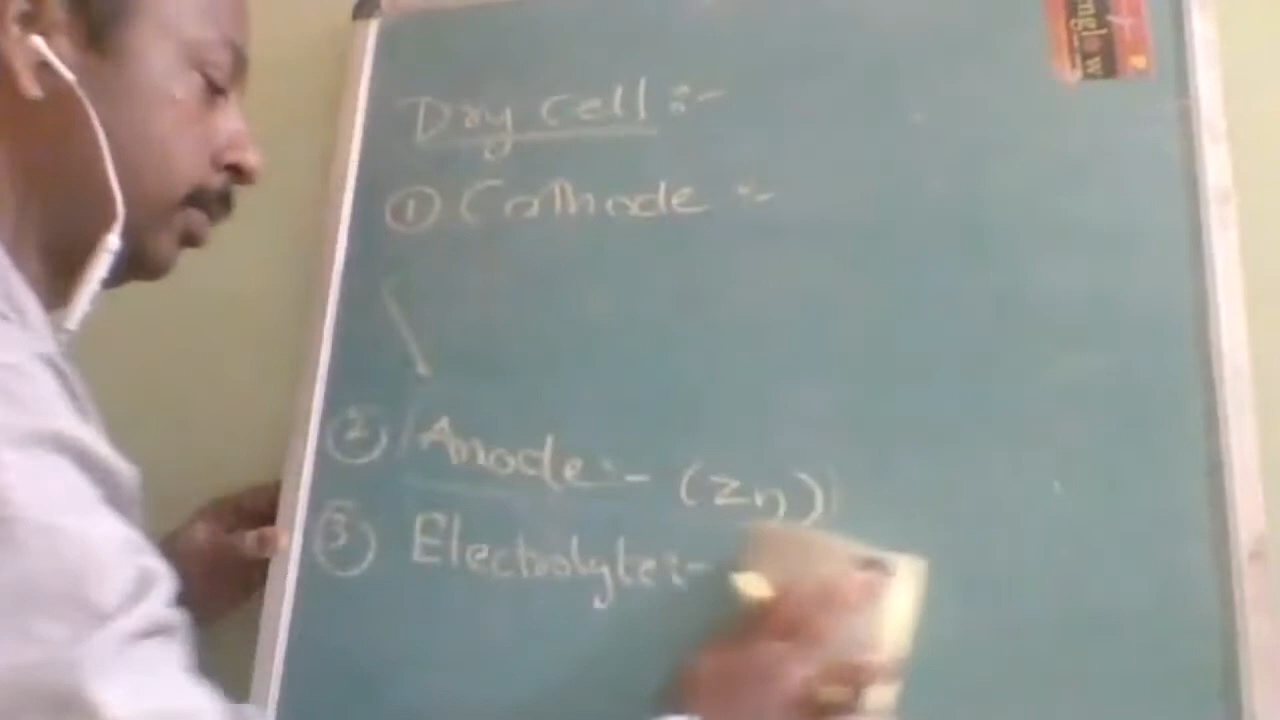 Dry cell :-
① Cathode :-
② Anode :- (Zn)
③ Electrolyte :-